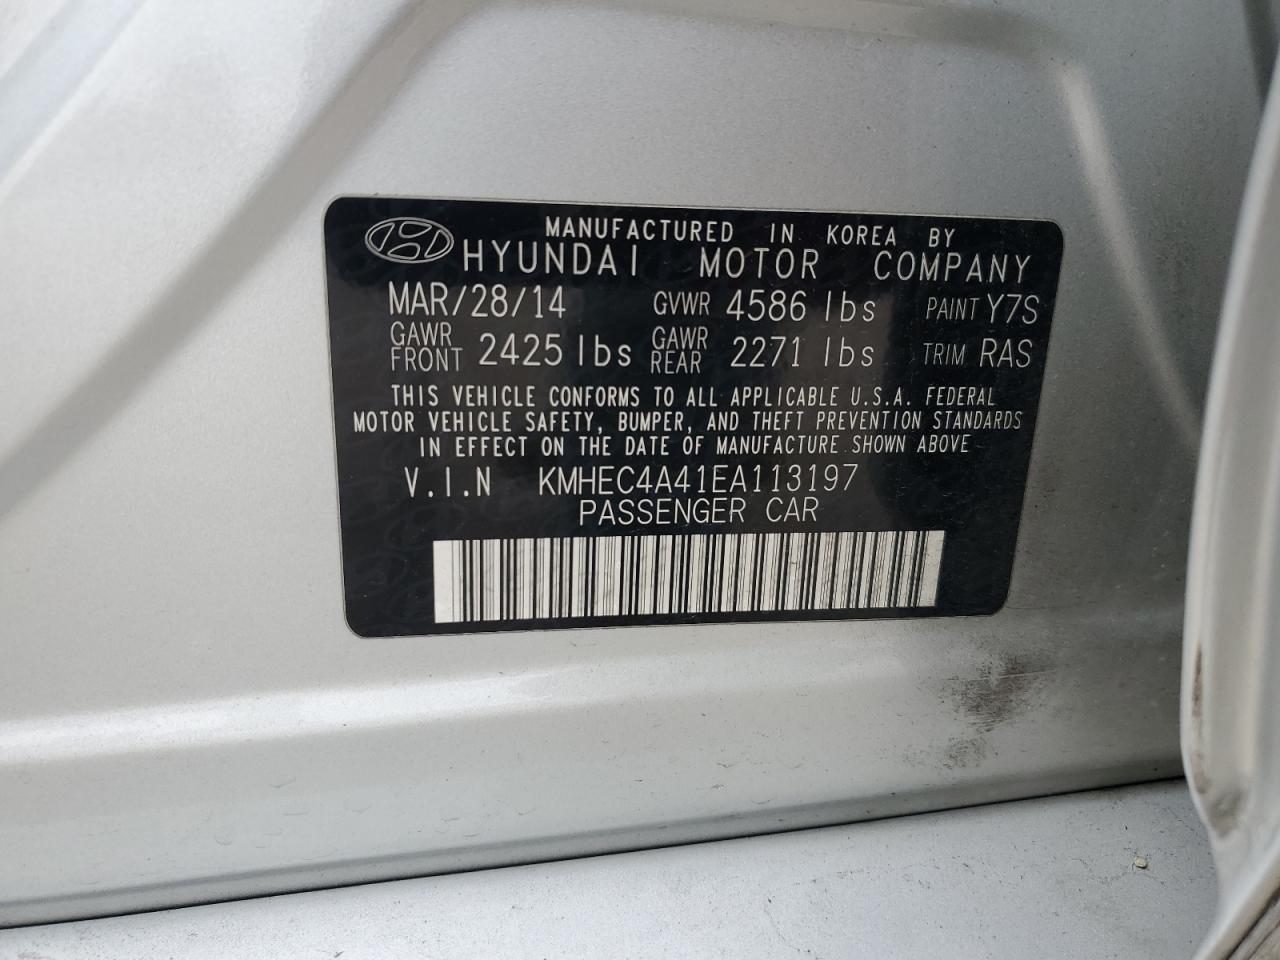 MANUFACTURED IN KOREA BY
HYUNDAI MOTOR COMPANY
MAR/28/14 GVWR 4586 lbs PAINT Y7S
GAWR FRONT 2425 lbs GAWR REAR 2271 lbs TRIM RAS
THIS VEHICLE CONFORMS TO ALL APPLICABLE U.S.A. FEDERAL
MOTOR VEHICLE SAFETY, BUMPER, AND THEFT PREVENTION STANDARDS
IN EFFECT ON THE DATE OF MANUFACTURE SHOWN ABOVE
V.I.N KMHEC4A41EA113197
PASSENGER CAR